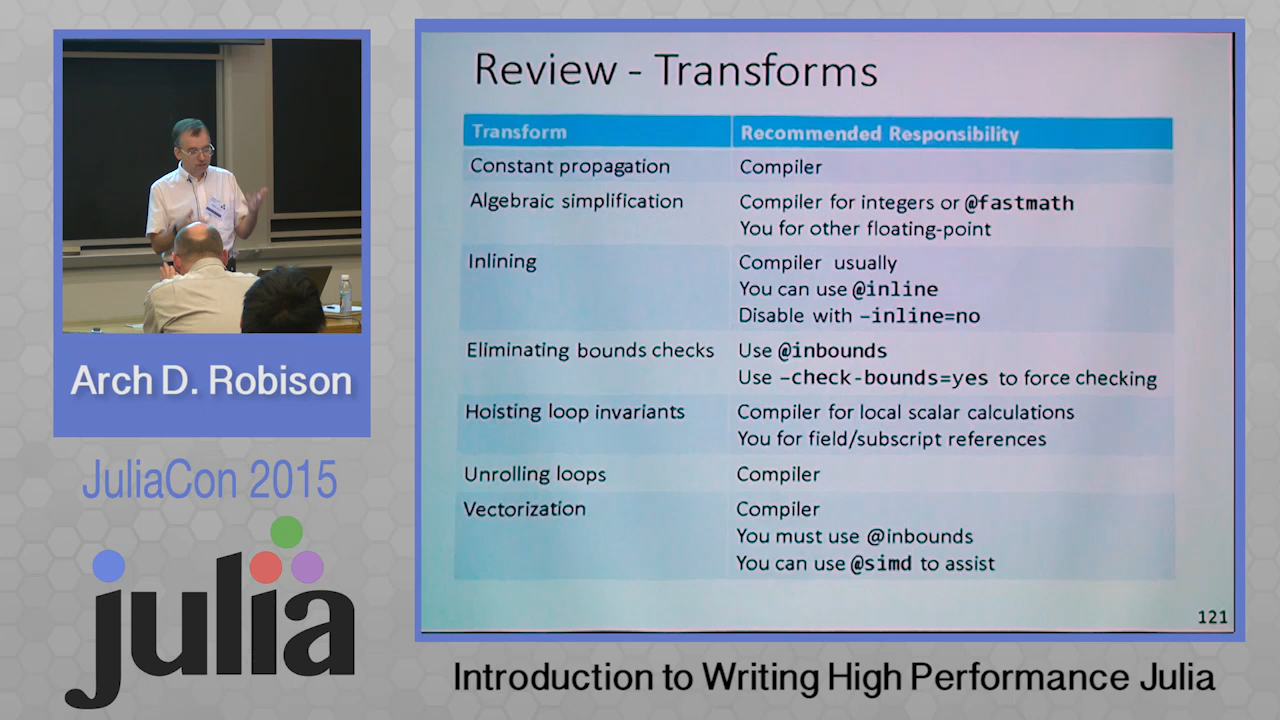 Review - Transforms
Transform Recommended Responsibility
Constant propagation Compiler
Algebraic simplification Compiler for integers or @fastmath
You for other floating-point
Inlining Compiler usually
You can use @inline
Disable with –inline=no
Eliminating bounds checks Use @inbounds
Use –check-bounds=yes to force checking
Hoisting loop invariants Compiler for local scalar calculations
You for field/subscript references
Unrolling loops Compiler
Vectorization Compiler
You must use @inbounds
You can use @simd to assist
121
Arch D. Robison
JuliaCon 2015
julia
Introduction to Writing High Performance Julia